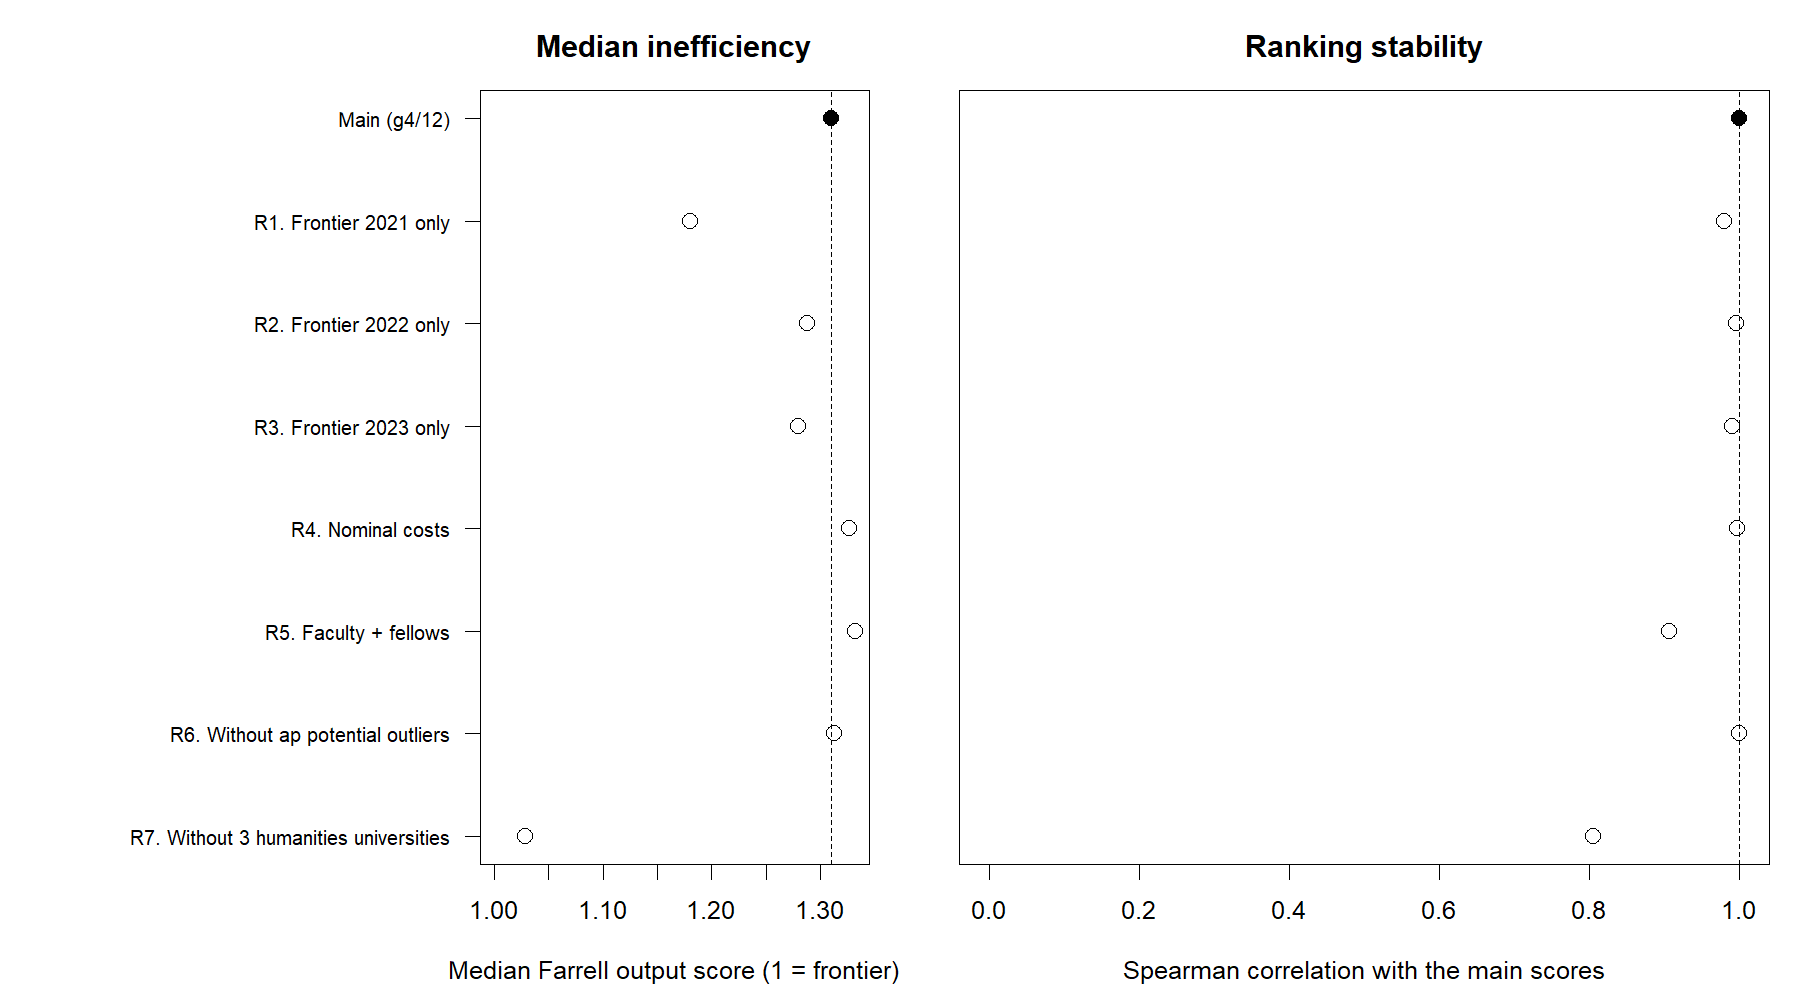 Median inefficiency
Ranking stability
Main (g4/12)
R1. Frontier 2021 only
R2. Frontier 2022 only
R3. Frontier 2023 only
R4. Nominal costs
R5. Faculty + fellows
R6. Without ap potential outliers
R7. Without 3 humanities universities
1.00 1.10 1.20 1.30
0.0 0.2 0.4 0.6 0.8 1.0
Median Farrell output score (1 = frontier)
Spearman correlation with the main scores